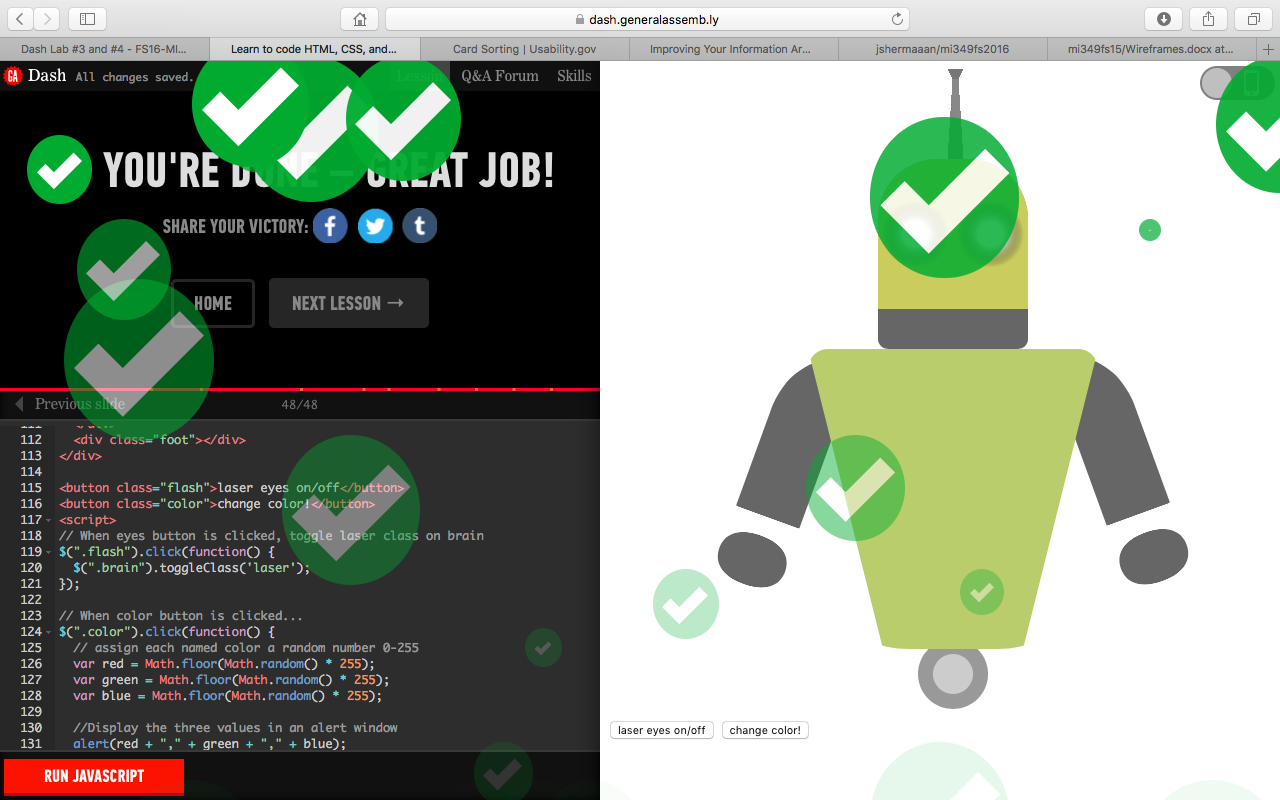 dash.generalassemb.ly
Dash Lab #3 and #4 - FS16-MI...
Learn to code HTML, CSS, and...
Card Sorting | Usability.gov
Improving Your Information Ar...
jshermaaan/mi349fs2016
mi349fs15/Wireframes.docx at...
GA Dash All changes saved. Lesson Q&A Forum Skills
YOU'RE DONE – GREAT JOB!
SHARE YOUR VICTORY: f t
HOME NEXT LESSON →
Previous slide 48/48
111 </div>
112 <div class="foot"></div>
113 </div>
114
115 <button class="flash">laser eyes on/off</button>
116 <button class="color">change color!</button>
117 <script>
118 // When eyes button is clicked, toggle laser class on brain
119 $(".flash").click(function() {
120 $(".brain").toggleClass('laser');
121 });
122
123 // When color button is clicked...
124 $(".color").click(function() {
125 // assign each named color a random number 0-255
126 var red = Math.floor(Math.random() * 255);
127 var green = Math.floor(Math.random() * 255);
128 var blue = Math.floor(Math.random() * 255);
129
130 //Display the three values in an alert window
131 alert(red + "," + green + "," + blue);
RUN JAVASCRIPT
laser eyes on/off change color!